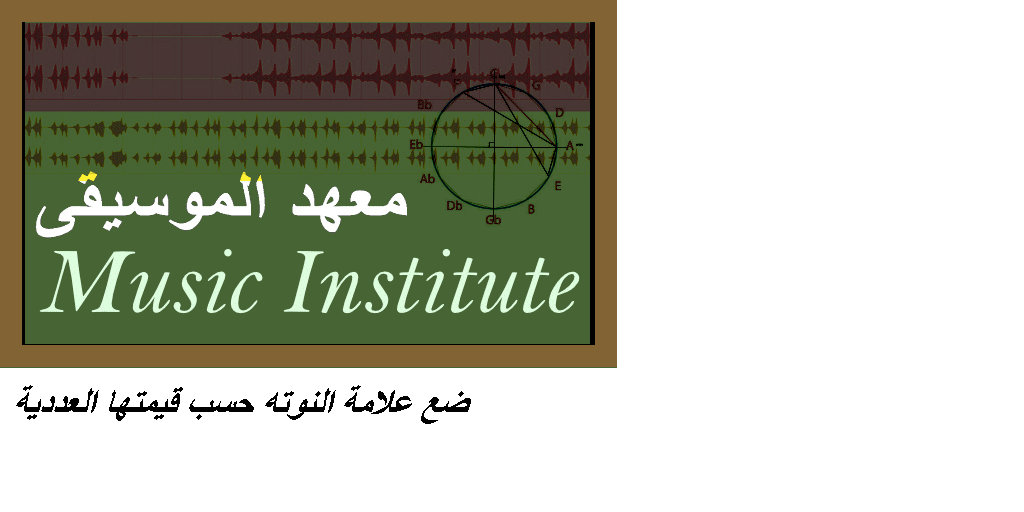 C
F
G
Bb
D
Eb
A
Ab
E
Db
B
Gb
معهد الموسيقى
Music Institute
ضع علامة النوته حسب قيمتها العددية